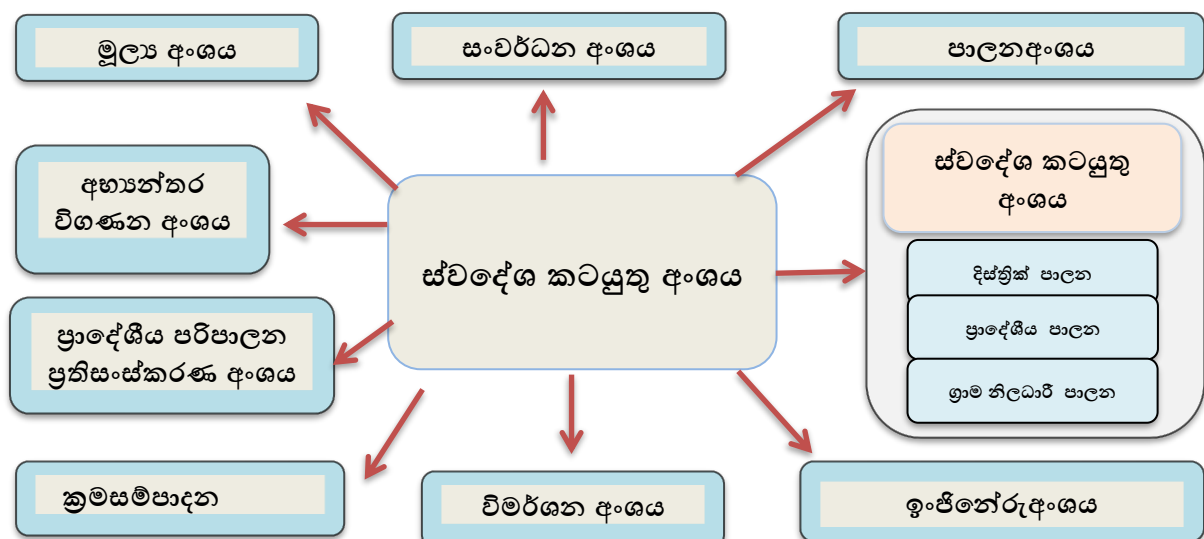 මූල්‍ය අංශය
සංවර්ධන අංශය
පාලනඅංශය
ස්වදේශ කටයුතු
අංශය
අභ්‍යන්තර
විගණන අංශය
ස්වදේශ කටයුතු අංශය
දිස්ත්‍රික් පාලන
ප්‍රාදේශීය පාලන
ග්‍රාම නිලධාරී පාලන
ප්‍රාදේශීය පරිපාලන
ප්‍රතිසංස්කරණ අංශය
ක්‍රමසම්පාදන
විමර්ශන අංශය
ඉංජිනේරුඅංශය